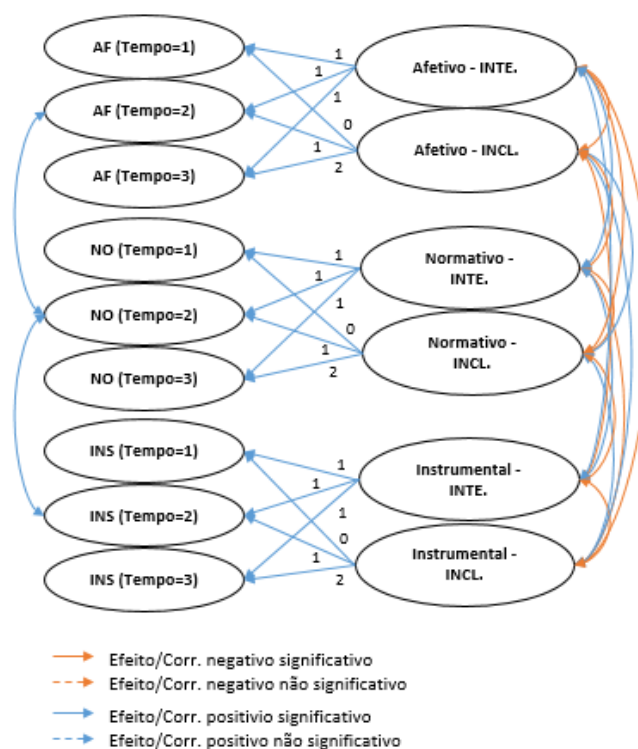 AF (Tempo=1)
AF (Tempo=2)
AF (Tempo=3)
NO (Tempo=1)
NO (Tempo=2)
NO (Tempo=3)
INS (Tempo=1)
INS (Tempo=2)
INS (Tempo=3)
1
1
1
0
1
2
1
1
1
0
1
2
1
1
1
0
1
2
Afetivo - INTE.
Afetivo - INCL.
Normativo -
INTE.
Normativo -
INCL.
Instrumental -
INTE.
Instrumental -
INCL.
Efeito/Corr. negativo significativo
Efeito/Corr. negativo não significativo
Efeito/Corr. positivio significativo
Efeito/Corr. positivo não significativo